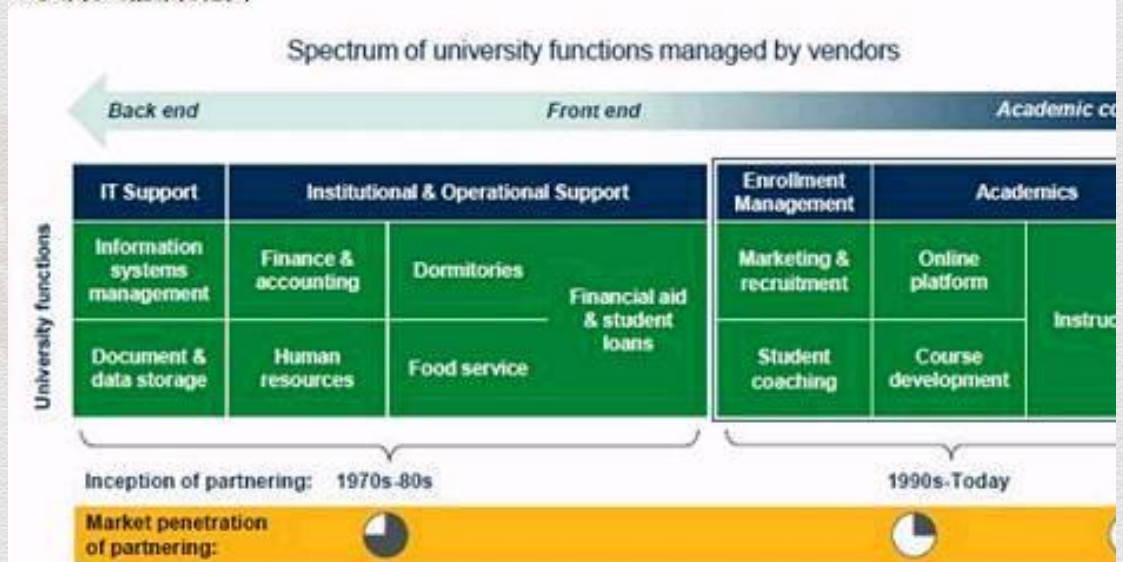 Spectrum of university functions managed by vendors
Back end
Front end
Academic
IT Support
Institutional & Operational Support
Enrollment
Management
Academics
University functions
Information
systems
management
Finance &
accounting
Dormitories
Financial aid
& student
loans
Marketing &
recruitment
Online
platform
Document &
data storage
Human
resources
Food service
Student
coaching
Course
development
Inception of partnering: 1970s-80s
1990s-Today
Market penetration
of partnering: